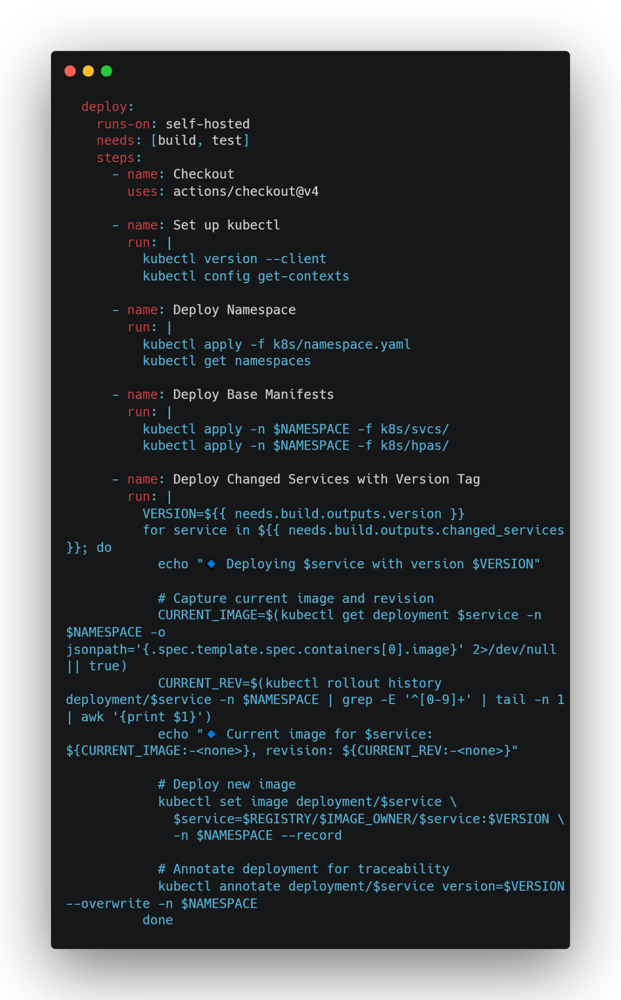 deploy:
runs-on: self-hosted
needs: [build, test]
steps:
- name: Checkout
uses: actions/checkout@v4
- name: Set up kubectl
run: |
kubectl version --client
kubectl config get-contexts
- name: Deploy Namespace
run: |
kubectl apply -f k8s/namespace.yaml
kubectl get namespaces
- name: Deploy Base Manifests
run: |
kubectl apply -n $NAMESPACE -f k8s/svcs/
kubectl apply -n $NAMESPACE -f k8s/hpas/
- name: Deploy Changed Services with Version Tag
run: |
VERSION=${{ needs.build.outputs.version }}
for service in ${{ needs.build.outputs.changed_services
}}; do
echo "🔹 Deploying $service with version $VERSION"
# Capture current image and revision
CURRENT_IMAGE=$(kubectl get deployment $service -n
$NAMESPACE -o
jsonpath='{.spec.template.spec.containers[0].image}' 2>/dev/null
|| true)
CURRENT_REV=$(kubectl rollout history
deployment/$service -n $NAMESPACE | grep -E '^[0-9]+' | tail -n 1
| awk '{print $1}')
echo "🔹 Current image for $service:
${CURRENT_IMAGE:-<none>}, revision: ${CURRENT_REV:-<none>}"
# Deploy new image
kubectl set image deployment/$service \
$service=$REGISTRY/$IMAGE_OWNER/$service:$VERSION \
-n $NAMESPACE --record
# Annotate deployment for traceability
kubectl annotate deployment/$service version=$VERSION
--overwrite -n $NAMESPACE
done